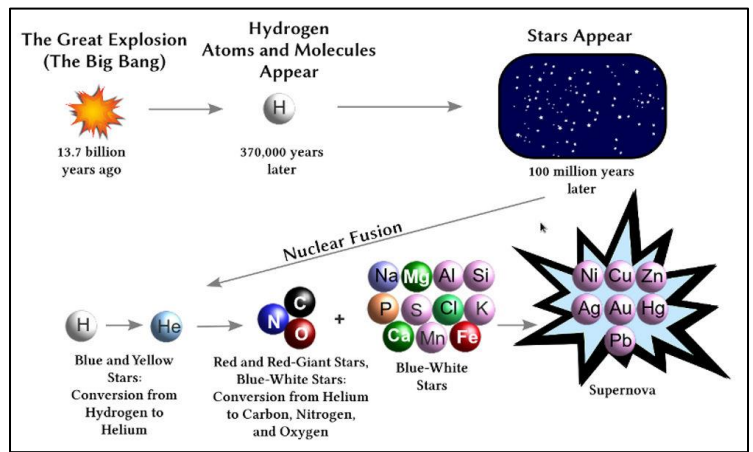 The Great Explosion
(The Big Bang)
13.7 billion
years ago
Hydrogen
Atoms and Molecules
Appear
H
370,000 years
later
Stars Appear
100 million years
later
Nuclear Fusion
H
He
Blue and Yellow
Stars:
Conversion from
Hydrogen to
Helium
C
N
O
Red and Red-Giant Stars,
Blue-White Stars:
Conversion from Helium
to Carbon, Nitrogen,
and Oxygen
+
Na Mg Al Si
P S Cl K
Ca Mn Fe
Blue-White
Stars
Ni Cu Zn
Ag Au Hg
Pb
Supernova